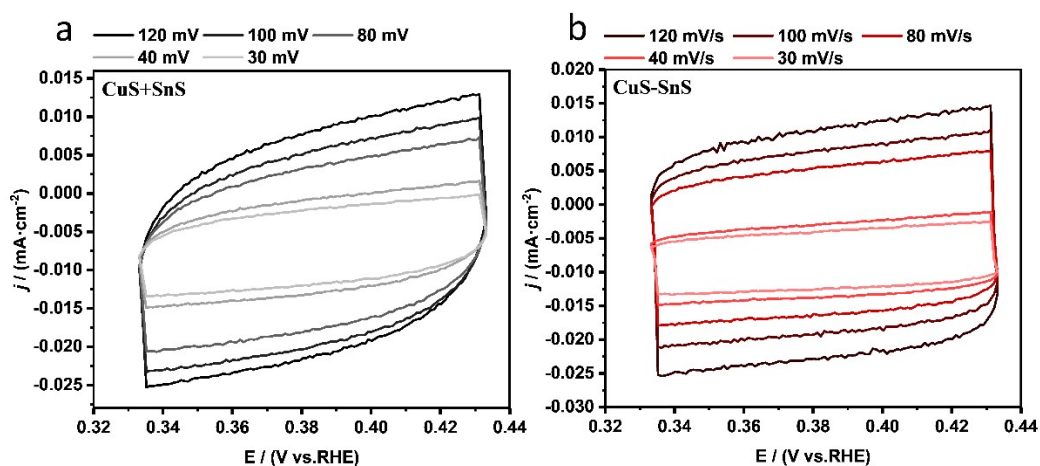 a
120 mV 100 mV 80 mV
40 mV 30 mV
CuS+SnS
0.015
0.010
0.005
0.000
-0.005
-0.010
-0.015
-0.020
-0.025
j / (mA·cm-2)
0.32 0.34 0.36 0.38 0.40 0.42 0.44
E / (V vs.RHE)
b
120 mV/s 100 mV/s 80 mV/s
40 mV/s 30 mV/s
CuS-SnS
0.020
0.015
0.010
0.005
0.000
-0.005
-0.010
-0.015
-0.020
-0.025
-0.030
j / (mA·cm-2)
0.32 0.34 0.36 0.38 0.40 0.42 0.44
E / (V vs.RHE)